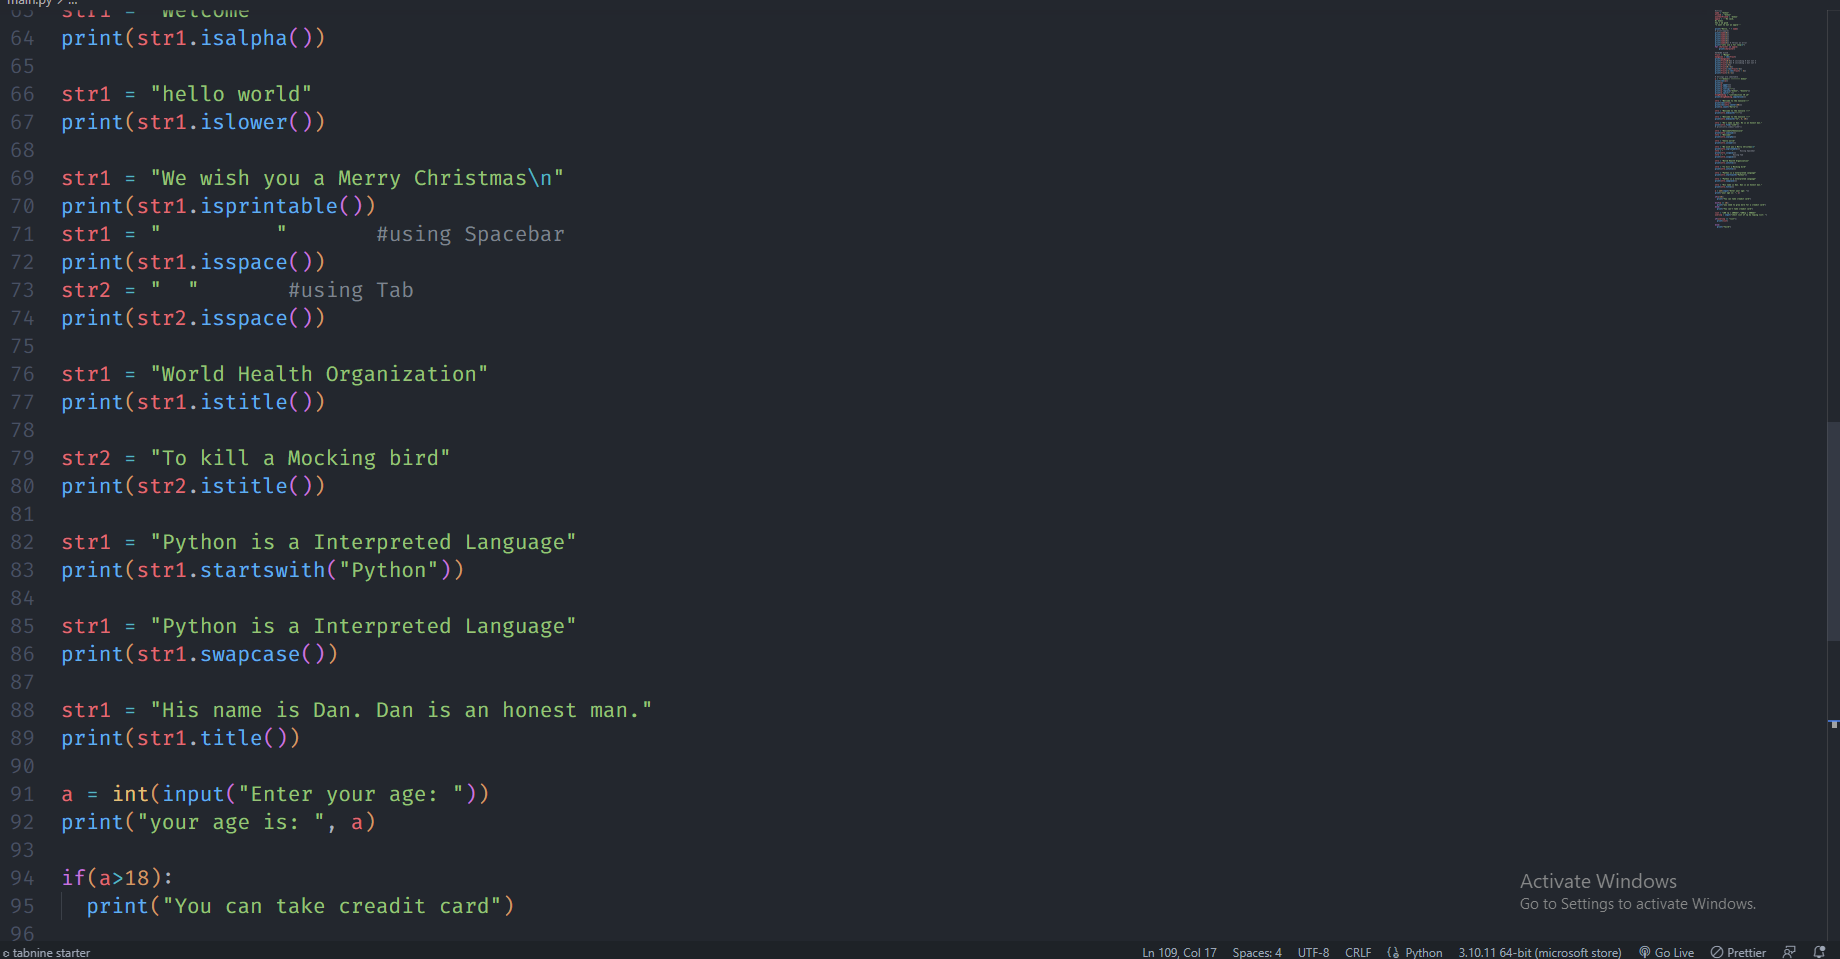 main.py > ...
63 str1 = "Welcome"
64 print(str1.isalpha())
65
66 str1 = "hello world"
67 print(str1.islower())
68
69 str1 = "We wish you a Merry Christmas\n"
70 print(str1.isprintable())
71 str1 = "         "       #using Spacebar
72 print(str1.isspace())
73 str2 = "  "       #using Tab
74 print(str2.isspace())
75
76 str1 = "World Health Organization"
77 print(str1.istitle())
78
79 str2 = "To kill a Mocking bird"
80 print(str2.istitle())
81
82 str1 = "Python is a Interpreted Language"
83 print(str1.startswith("Python"))
84
85 str1 = "Python is a Interpreted Language"
86 print(str1.swapcase())
87
88 str1 = "His name is Dan. Dan is an honest man."
89 print(str1.title())
90
91 a = int(input("Enter your age: "))
92 print("your age is: ", a)
93
94 if(a>18):
95   print("You can take creadit card")
96
Activate Windows
Go to Settings to activate Windows.
tabnine starter Ln 109, Col 17 Spaces: 4 UTF-8 CRLF Python 3.10.11 64-bit (microsoft store) Go Live Prettier